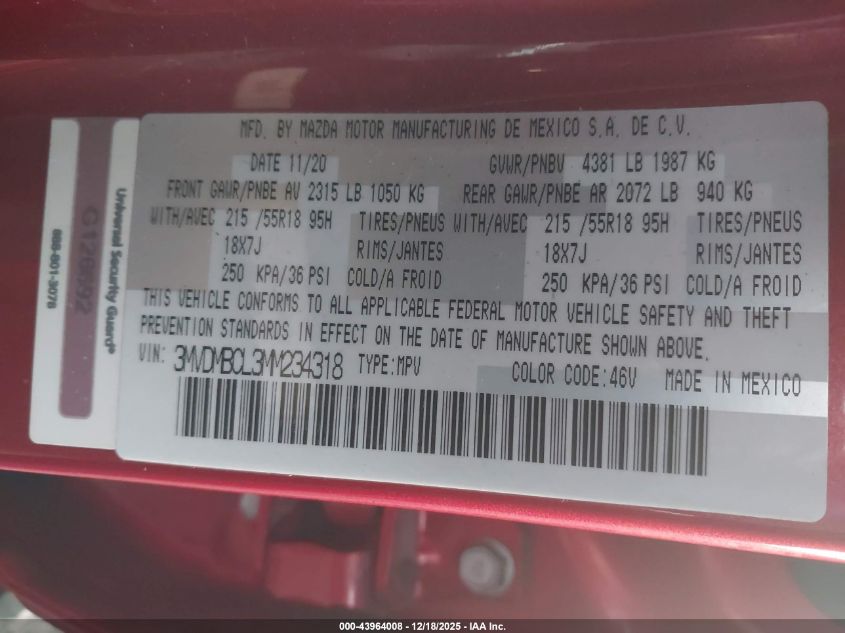 MFD. BY MAZDA MOTOR MANUFACTURING DE MEXICO S.A. DE C.V.
DATE 11/20 GVWR/PNBV 4381 LB 1987 KG
FRONT GAWR/PNBE AV 2315 LB 1050 KG REAR GAWR/PNBE AR 2072 LB 940 KG
WITH/AVEC 215 /55R18 95H TIRES/PNEUS WITH/AVEC 215 /55R18 95H TIRES/PNEUS
18X7J RIMS/JANTES 18X7J RIMS/JANTES
250 KPA/36 PSI COLD/A FROID 250 KPA/36 PSI COLD/A FROID
THIS VEHICLE CONFORMS TO ALL APPLICABLE FEDERAL MOTOR VEHICLE SAFETY AND THEFT
PREVENTION STANDARDS IN EFFECT ON THE DATE OF MANUFACTURE SHOWN ABOVE.
VIN: 3MVDMBCL3MM234318 TYPE:MPV COLOR CODE:46V MADE IN MEXICO
Universal Security Guard®
888-801-3078
000-43964008 - 12/18/2025 - IAA Inc.